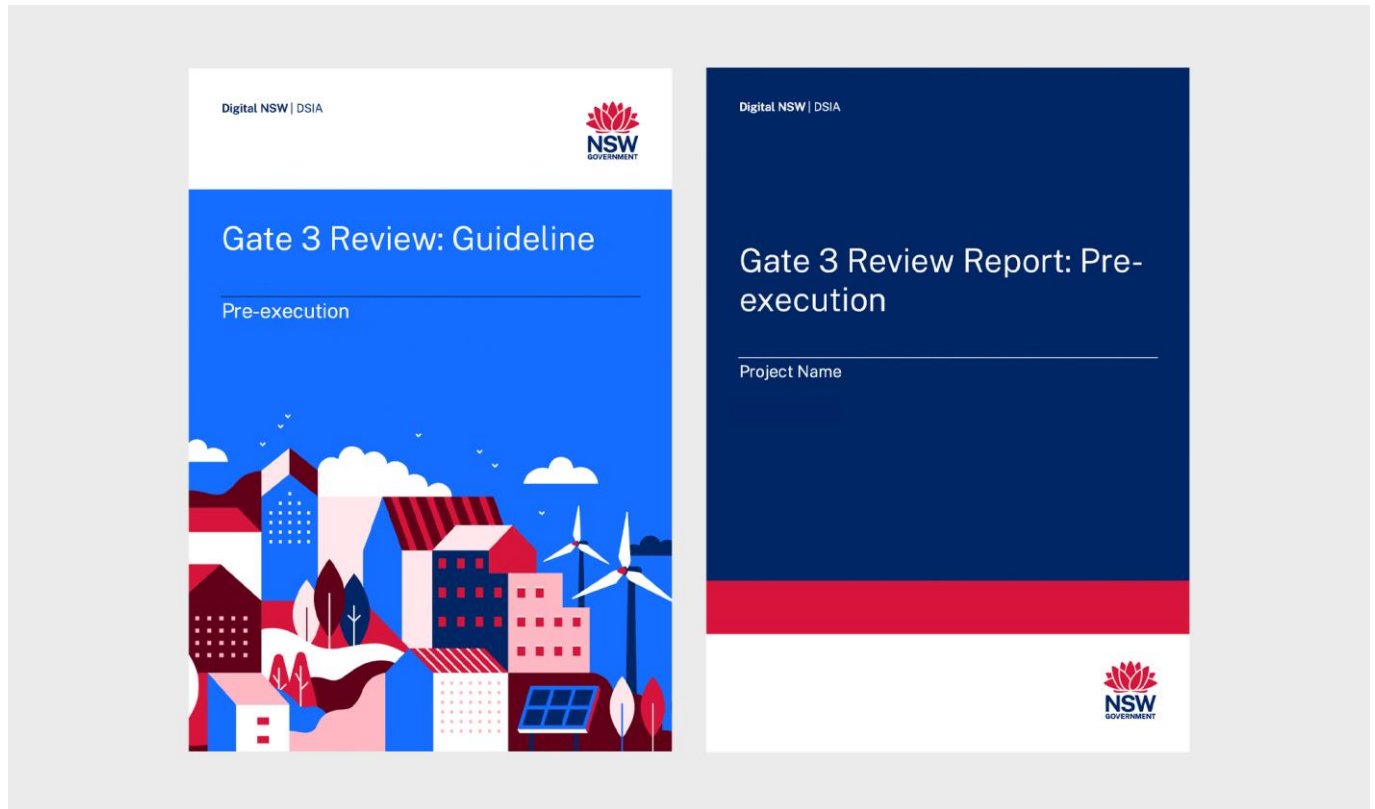 Digital NSW | DSIA
NSW
GOVERNMENT
Gate 3 Review: Guideline
Pre-execution
Digital NSW | DSIA
Gate 3 Review Report: Pre-
execution
Project Name
NSW
GOVERNMENT